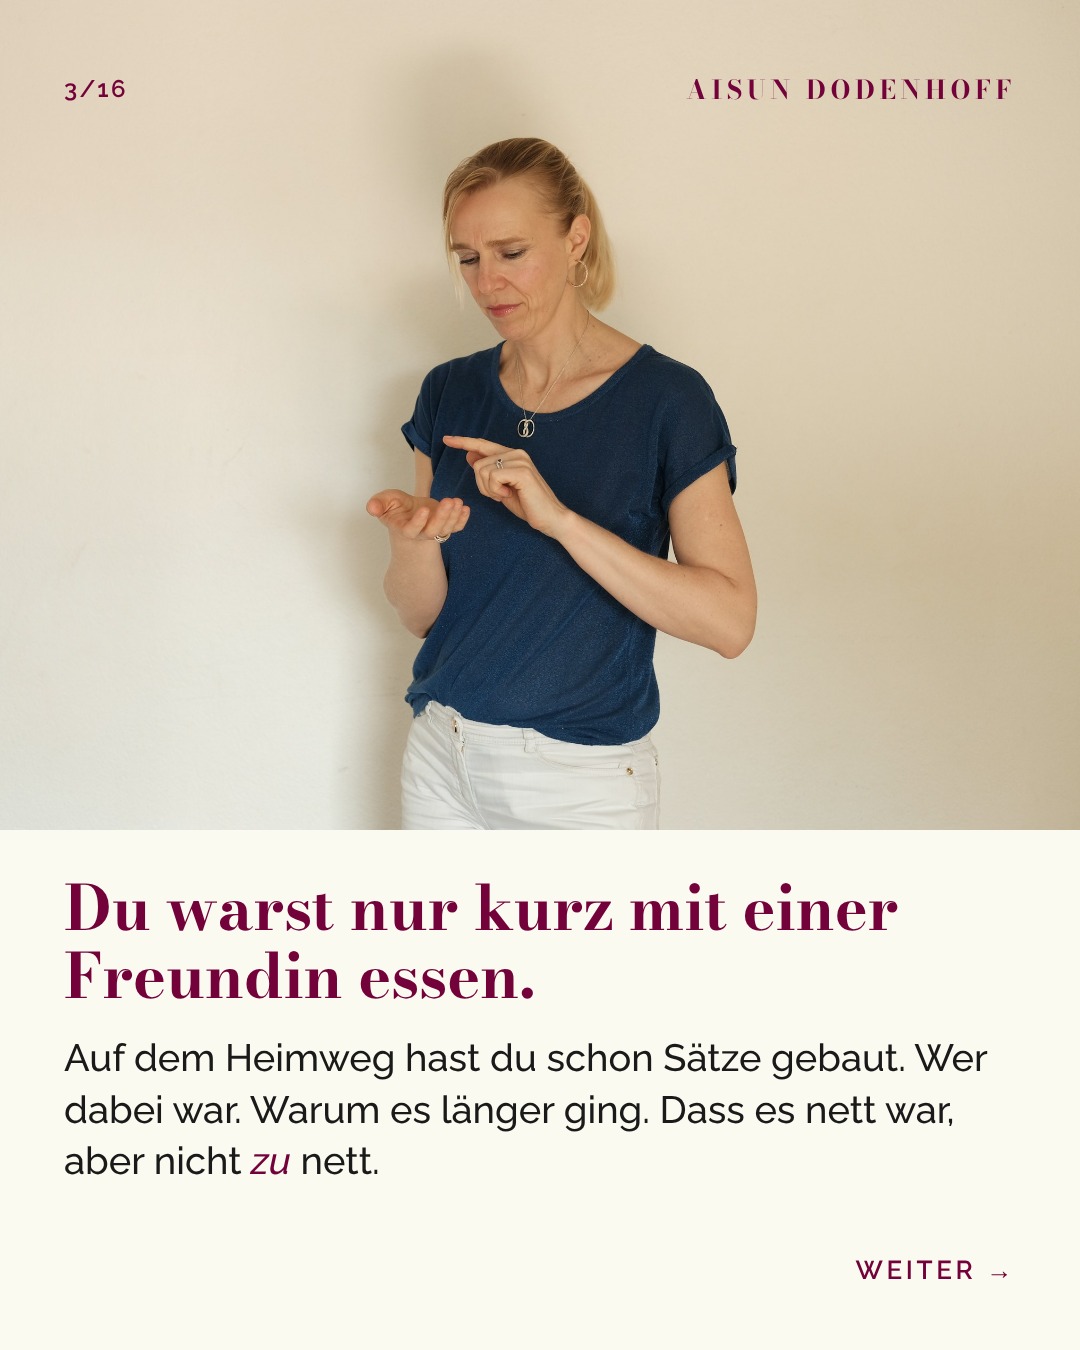 3/16
AISUN DODENHOFF
Du warst nur kurz mit einer
Freundin essen.
Auf dem Heimweg hast du schon Sätze gebaut. Wer
dabei war. Warum es länger ging. Dass es nett war,
aber nicht zu nett.
WEITER →